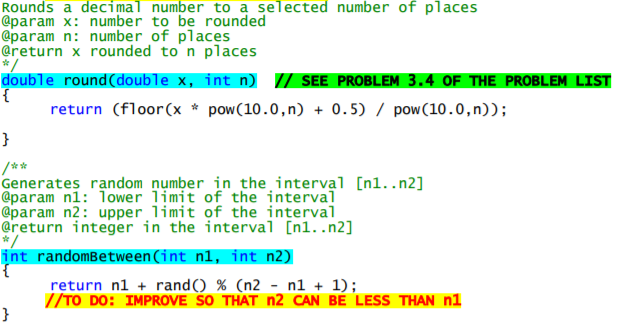 Rounds a decimal number to a selected number of places
@param x: number to be rounded
@param n: number of places
@return x rounded to n places
*/
double round(double x, int n)  // SEE PROBLEM 3.4 OF THE PROBLEM LIST
{
return (floor(x * pow(10.0,n) + 0.5) / pow(10.0,n));
}
/**
Generates random number in the interval [n1..n2]
@param n1: lower limit of the interval
@param n2: upper limit of the interval
@return integer in the interval [n1..n2]
*/
int randomBetween(int n1, int n2)
{
return n1 + rand() % (n2 - n1 + 1);
//TO DO: IMPROVE SO THAT n2 CAN BE LESS THAN n1
}